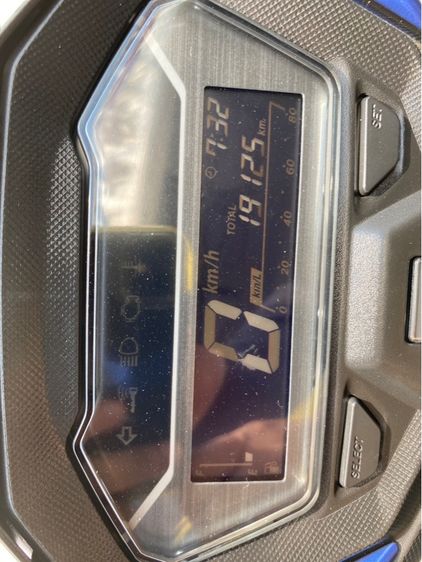 7:32
TOTAL 19125 km
0 km/h
km/L
0 20 40 60 80
F
E
SELECT
SET